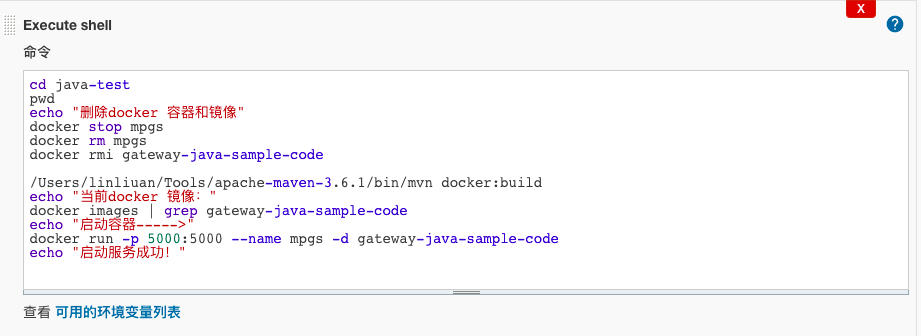 X
Execute shell
?
命令
cd java-test
pwd
echo "删除docker 容器和镜像"
docker stop mpgs
docker rm mpgs
docker rmi gateway-java-sample-code
/Users/linliuan/Tools/apache-maven-3.6.1/bin/mvn docker:build
echo "当前docker 镜像："
docker images | grep gateway-java-sample-code
echo "启动容器----->"
docker run -p 5000:5000 --name mpgs -d gateway-java-sample-code
echo "启动服务成功！"
查看 可用的环境变量列表